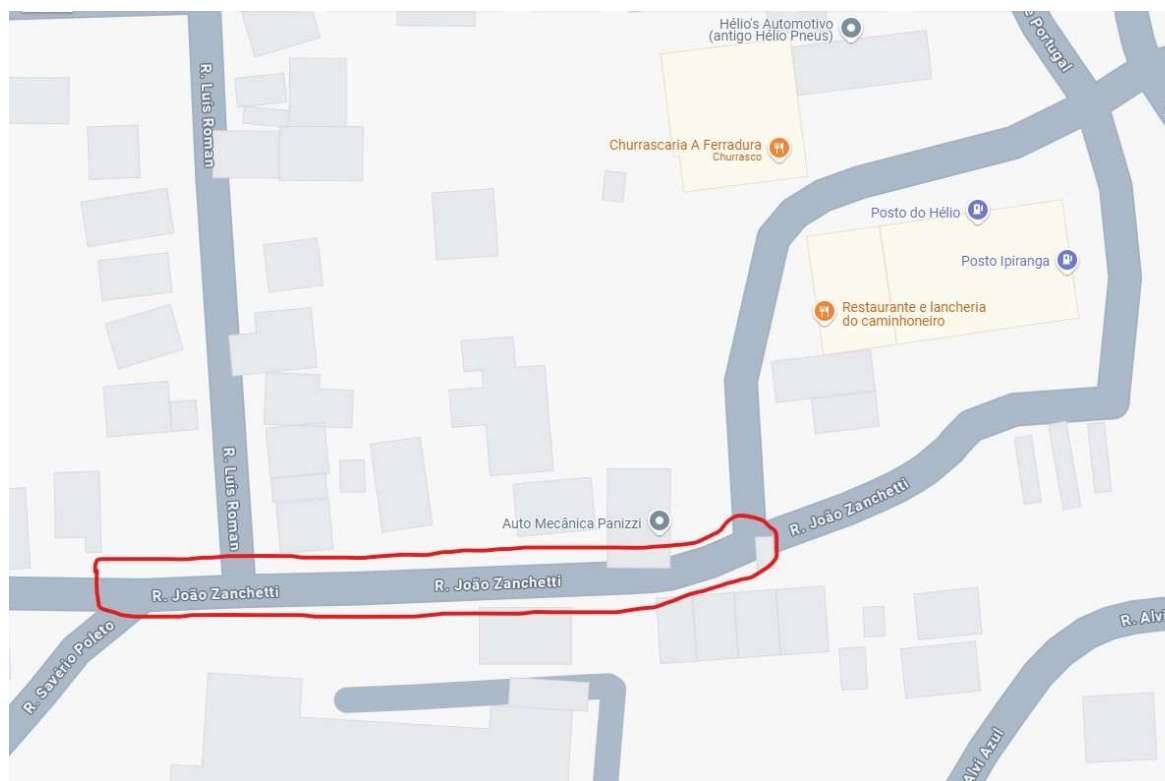 Hélio's Automotivo
(antigo Hélio Pneus)
e Portugal
R. Luís Roman
Churrascaria A Ferradura
Churrasco
Posto do Hélio
Posto Ipiranga
Restaurante e lancheria
do caminhoneiro
R. Luís Roman
R. João Zanchetti
Auto Mecânica Panizzi
R. João Zanchetti
R. João Zanchetti
R. Savério Poleto
R. Alvi
Alvi Azul